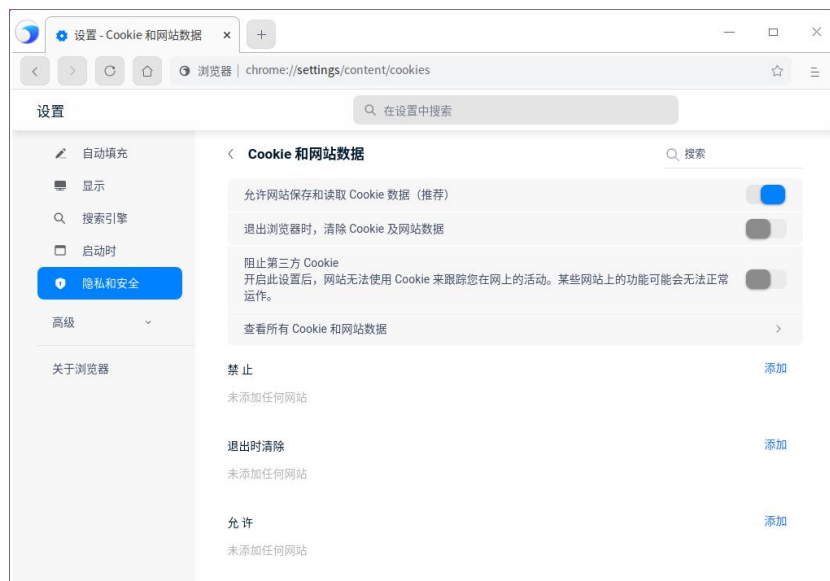 设置 - Cookie 和网站数据
浏览器 | chrome://settings/content/cookies
设置
在设置中搜索
自动填充
显示
搜索引擎
启动时
隐私和安全
高级
关于浏览器
Cookie 和网站数据
搜索
允许网站保存和读取 Cookie 数据（推荐）
退出浏览器时，清除 Cookie 及网站数据
阻止第三方 Cookie
开启此设置后，网站无法使用 Cookie 来跟踪您在网上的活动。某些网站上的功能可能会无法正常
运作。
查看所有 Cookie 和网站数据
禁止 添加
未添加任何网站
退出时清除 添加
未添加任何网站
允许 添加
未添加任何网站